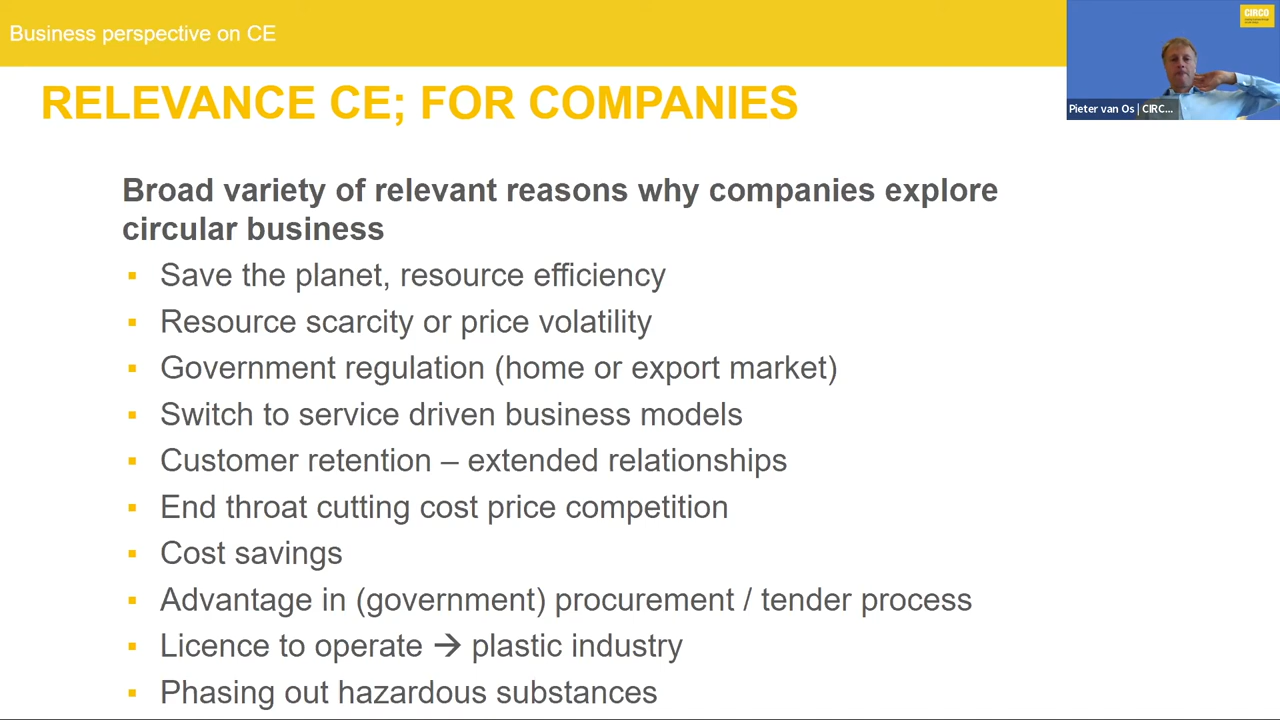 Business perspective on CE
CIRCO
RELEVANCE CE; FOR COMPANIES
Pieter van Os | CIRC...
Broad variety of relevant reasons why companies explore
circular business
▪ Save the planet, resource efficiency
▪ Resource scarcity or price volatility
▪ Government regulation (home or export market)
▪ Switch to service driven business models
▪ Customer retention – extended relationships
▪ End throat cutting cost price competition
▪ Cost savings
▪ Advantage in (government) procurement / tender process
▪ Licence to operate → plastic industry
▪ Phasing out hazardous substances